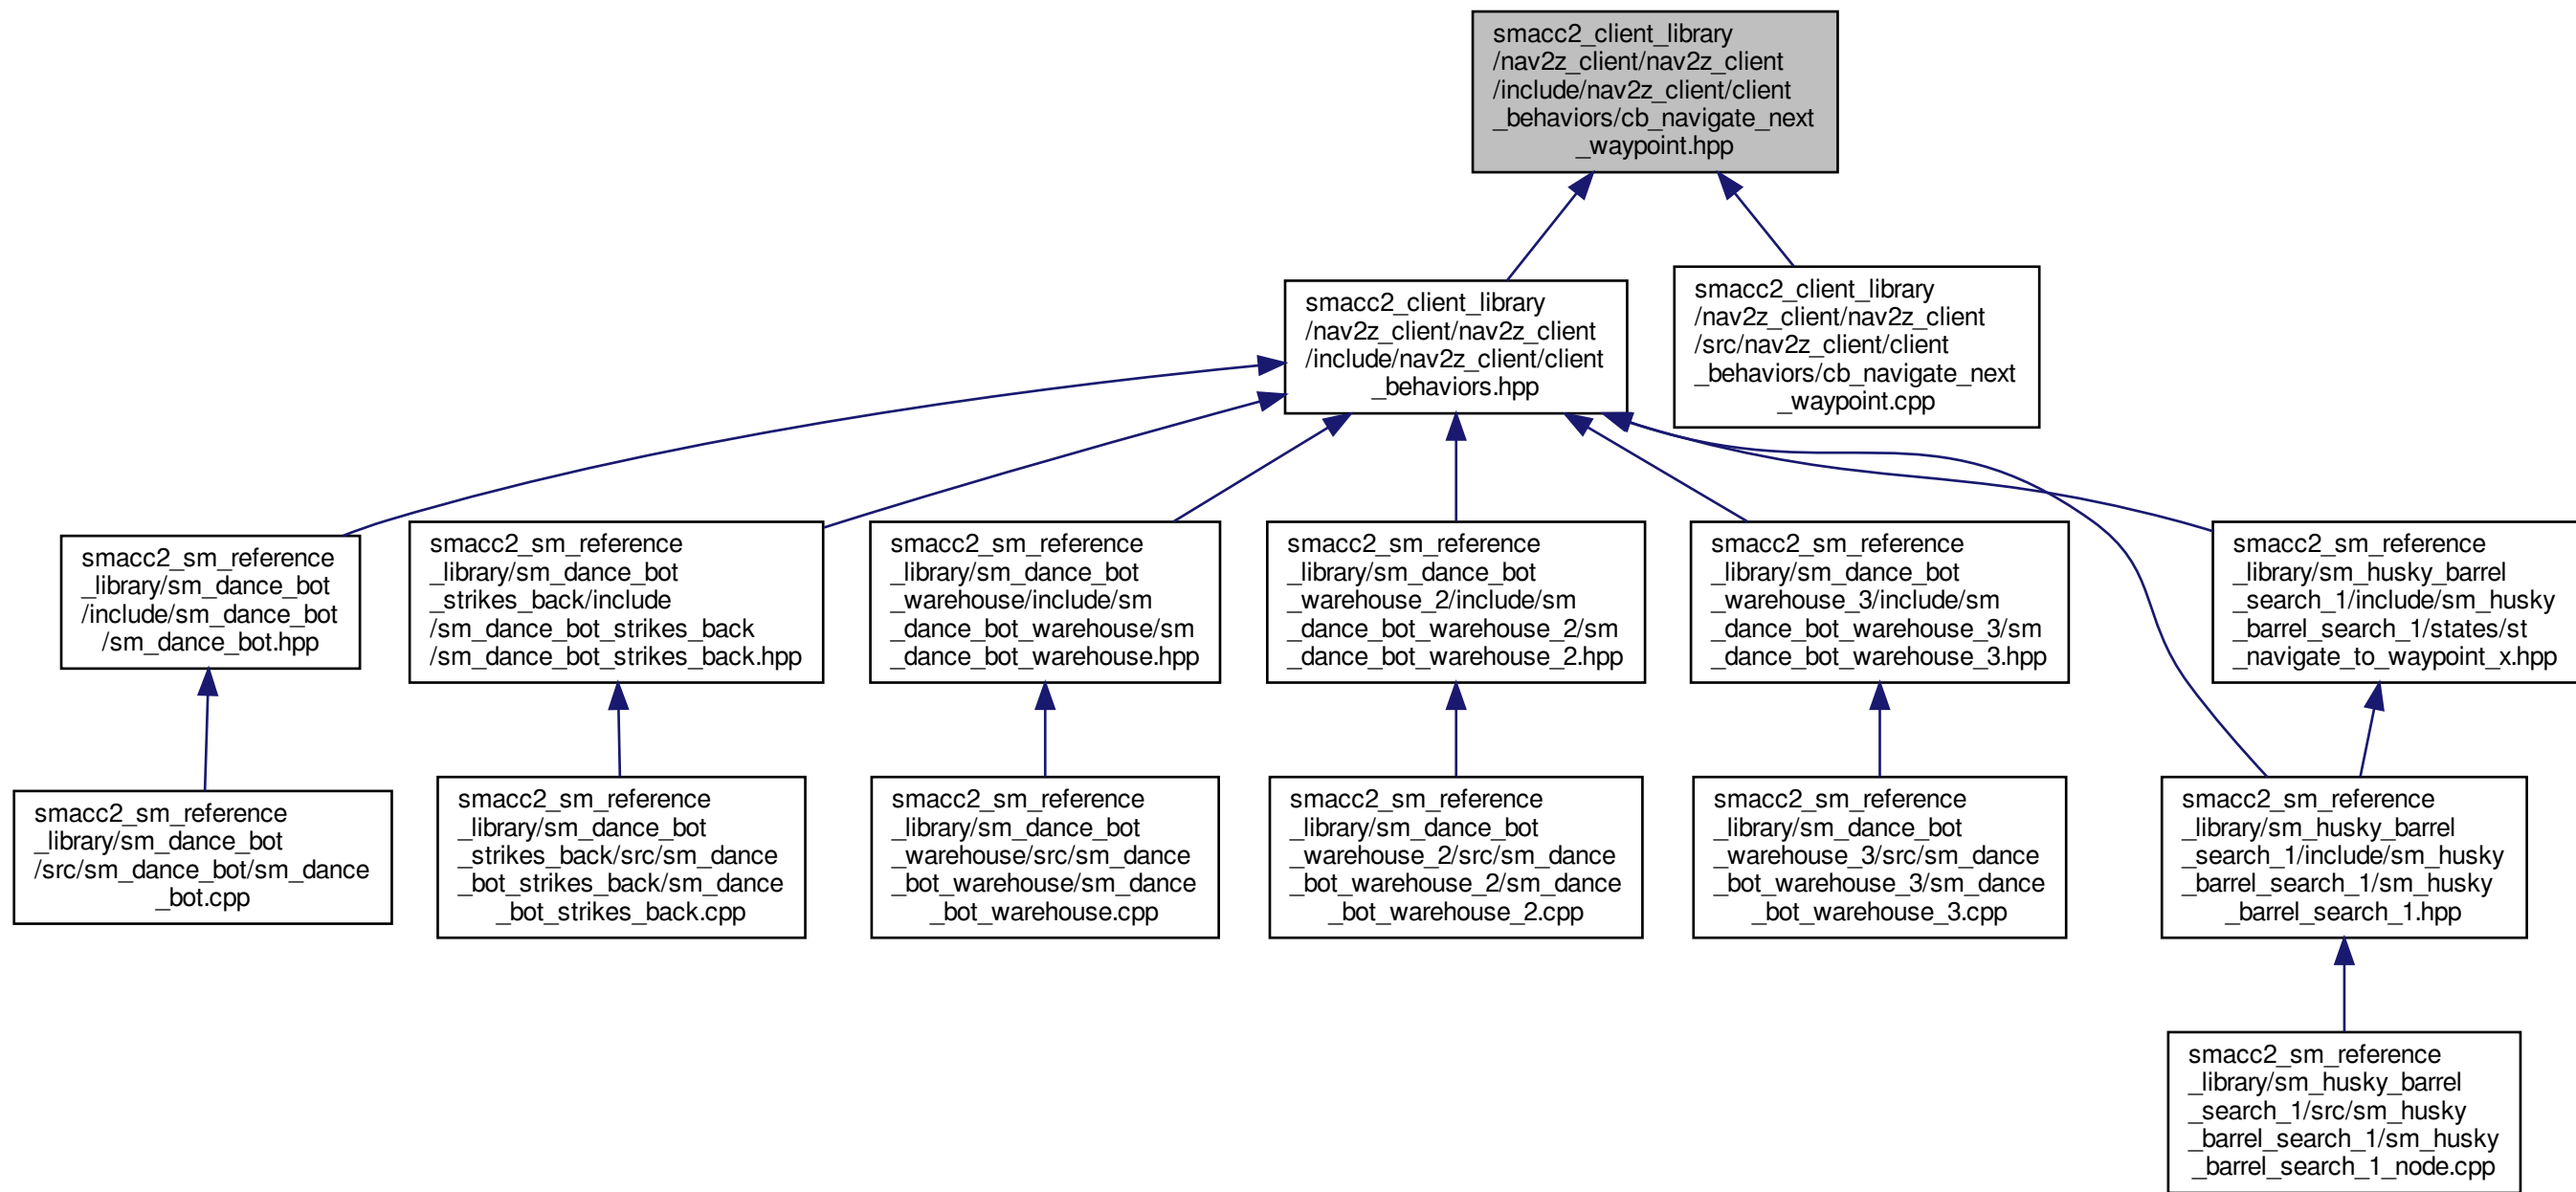 smacc2_client_library
/nav2z_client/nav2z_client
/include/nav2z_client/client
_behaviors/cb_navigate_next
_waypoint.hpp
smacc2_client_library
/nav2z_client/nav2z_client
/include/nav2z_client/client
_behaviors.hpp
smacc2_client_library
/nav2z_client/nav2z_client
/src/nav2z_client/client
_behaviors/cb_navigate_next
_waypoint.cpp
smacc2_sm_reference
_library/sm_dance_bot
/include/sm_dance_bot
/sm_dance_bot.hpp
smacc2_sm_reference
_library/sm_dance_bot
_strikes_back/include
/sm_dance_bot_strikes_back
/sm_dance_bot_strikes_back.hpp
smacc2_sm_reference
_library/sm_dance_bot
_warehouse/include/sm
_dance_bot_warehouse/sm
_dance_bot_warehouse.hpp
smacc2_sm_reference
_library/sm_dance_bot
_warehouse_2/include/sm
_dance_bot_warehouse_2/sm
_dance_bot_warehouse_2.hpp
smacc2_sm_reference
_library/sm_dance_bot
_warehouse_3/include/sm
_dance_bot_warehouse_3/sm
_dance_bot_warehouse_3.hpp
smacc2_sm_reference
_library/sm_husky_barrel
_search_1/include/sm_husky
_barrel_search_1/states/st
_navigate_to_waypoint_x.hpp
smacc2_sm_reference
_library/sm_dance_bot
/src/sm_dance_bot/sm_dance
_bot.cpp
smacc2_sm_reference
_library/sm_dance_bot
_strikes_back/src/sm_dance
_bot_strikes_back/sm_dance
_bot_strikes_back.cpp
smacc2_sm_reference
_library/sm_dance_bot
_warehouse/src/sm_dance
_bot_warehouse/sm_dance
_bot_warehouse.cpp
smacc2_sm_reference
_library/sm_dance_bot
_warehouse_2/src/sm_dance
_bot_warehouse_2/sm_dance
_bot_warehouse_2.cpp
smacc2_sm_reference
_library/sm_dance_bot
_warehouse_3/src/sm_dance
_bot_warehouse_3/sm_dance
_bot_warehouse_3.cpp
smacc2_sm_reference
_library/sm_husky_barrel
_search_1/include/sm_husky
_barrel_search_1/sm_husky
_barrel_search_1.hpp
smacc2_sm_reference
_library/sm_husky_barrel
_search_1/src/sm_husky
_barrel_search_1/sm_husky
_barrel_search_1_node.cpp